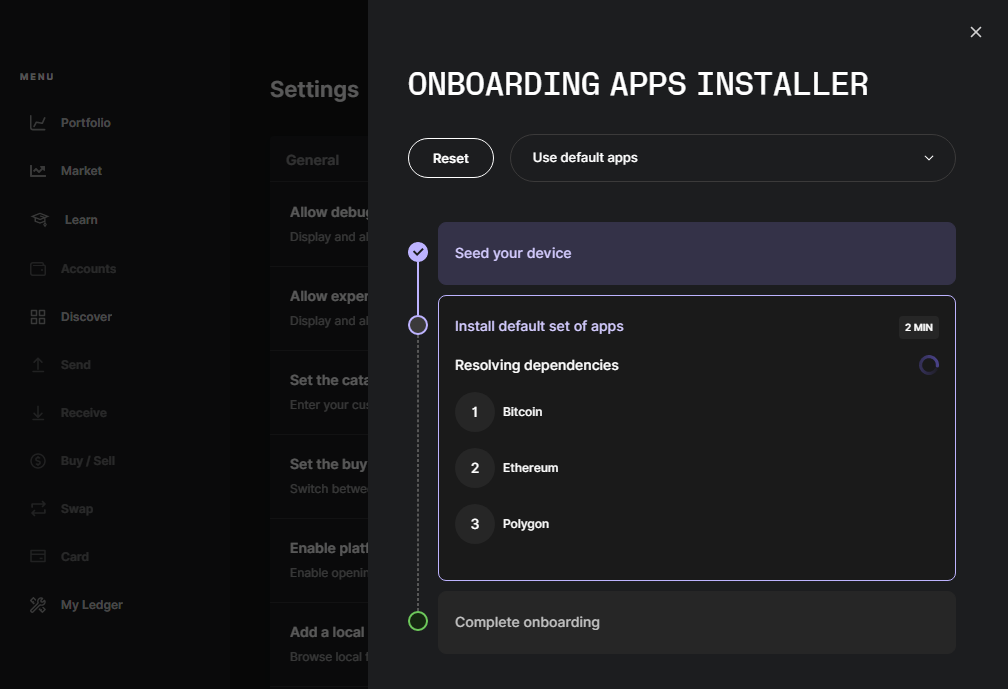 MENU
Portfolio
Market
Learn
Accounts
Discover
Send
Receive
Buy / Sell
Swap
Card
My Ledger
Settings
General
Allow debug
Display and al
Allow exper
Display and al
Set the cata
Enter your cus
Set the buy
Switch betwee
Enable platf
Enable openin
Add a local
Browse local f
ONBOARDING APPS INSTALLER
Reset
Use default apps
Seed your device
Install default set of apps
2 MIN
Resolving dependencies
1 Bitcoin
2 Ethereum
3 Polygon
Complete onboarding